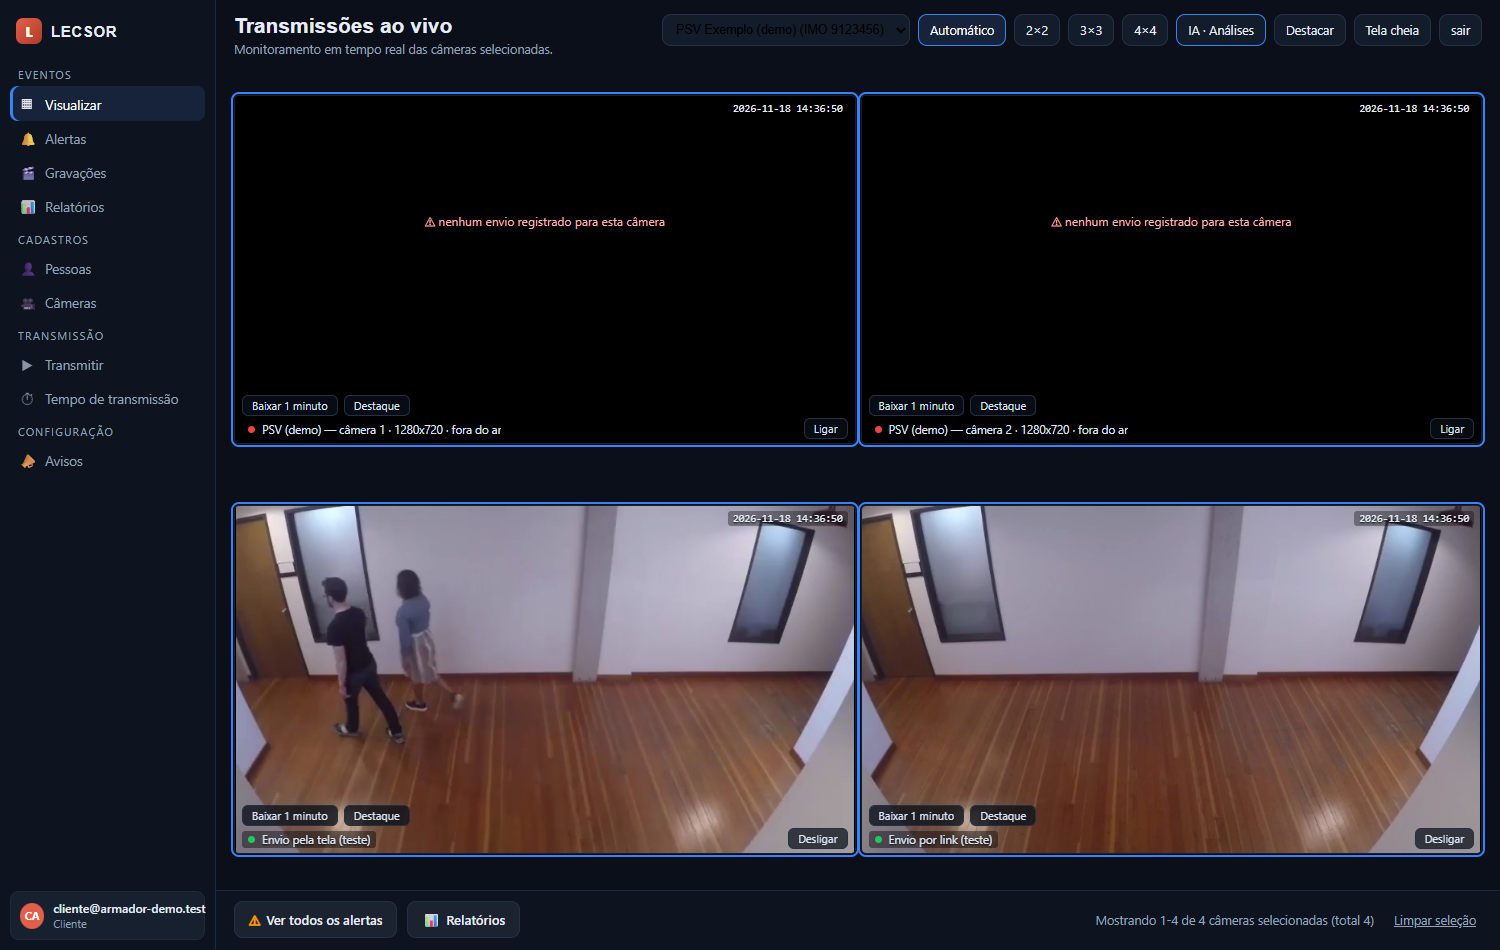 L LECSOR
EVENTOS
Visualizar
Alertas
Gravações
Relatórios
CADASTROS
Pessoas
Câmeras
TRANSMISSÃO
Transmitir
Tempo de transmissão
CONFIGURAÇÃO
Avisos
CA cliente@armador-demo.test
Cliente
Transmissões ao vivo
Monitoramento em tempo real das câmeras selecionadas.
PSV Exemplo (demo) (IMO 9123456)
Automático
2×2
3×3
4×4
IA · Análises
Destacar
Tela cheia
sair
2026-11-18 14:36:50
⚠ nenhum envio registrado para esta câmera
Baixar 1 minuto Destaque
PSV (demo) — câmera 1 · 1280x720 · fora do ar Ligar
2026-11-18 14:36:50
⚠ nenhum envio registrado para esta câmera
Baixar 1 minuto Destaque
PSV (demo) — câmera 2 · 1280x720 · fora do ar Ligar
2026-11-18 14:36:50
Baixar 1 minuto Destaque
Envio pela tela (teste) Desligar
2026-11-18 14:36:50
Baixar 1 minuto Destaque
Envio por link (teste) Desligar
⚠ Ver todos os alertas
Relatórios
Mostrando 1-4 de 4 câmeras selecionadas (total 4)
Limpar seleção